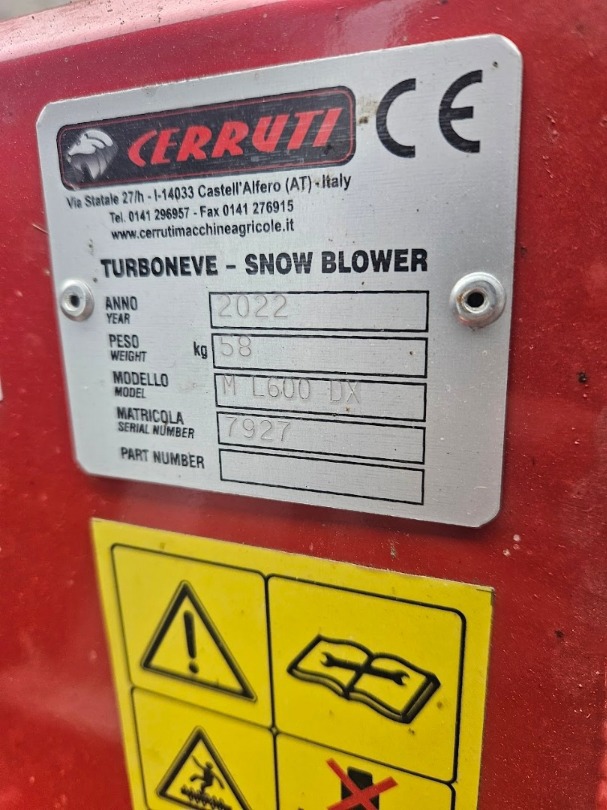 CERRUTI CE
Via Statale 27/h - I-14033 Castell'Alfero (AT) - Italy
Tel. 0141 296957 - Fax 0141 276915
www.cerrutimacchineagricole.it
TURBONEVE - SNOW BLOWER
ANNO 2022
YEAR
PESO kg 58
WEIGHT
MODELLO M L600 DX
MODEL
MATRICOLA 7927
SERIAL NUMBER
PART NUMBER